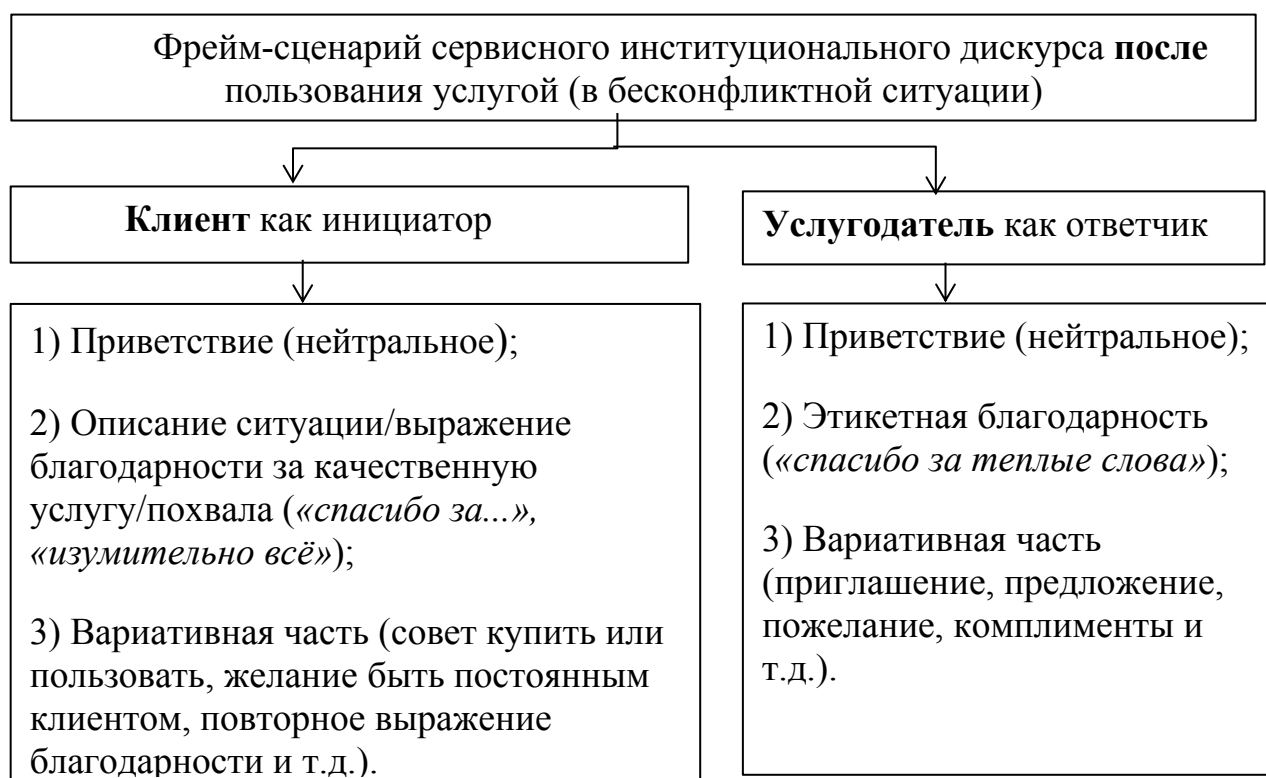 Фрейм-сценарий сервисного институционального дискурса после
пользования услугой (в бесконфликтной ситуации)
Клиент как инициатор
Услугодатель как ответчик
1) Приветствие (нейтральное);
2) Описание ситуации/выражение
благодарности за качественную
услугу/похвала («спасибо за...»,
«изумительно всё»);
3) Вариативная часть (совет купить или
пользовать, желание быть постоянным
клиентом, повторное выражение
благодарности и т.д.).
1) Приветствие (нейтральное);
2) Этикетная благодарность
(«спасибо за теплые слова»);
3) Вариативная часть
(приглашение, предложение,
пожелание, комплименты и
т.д.).